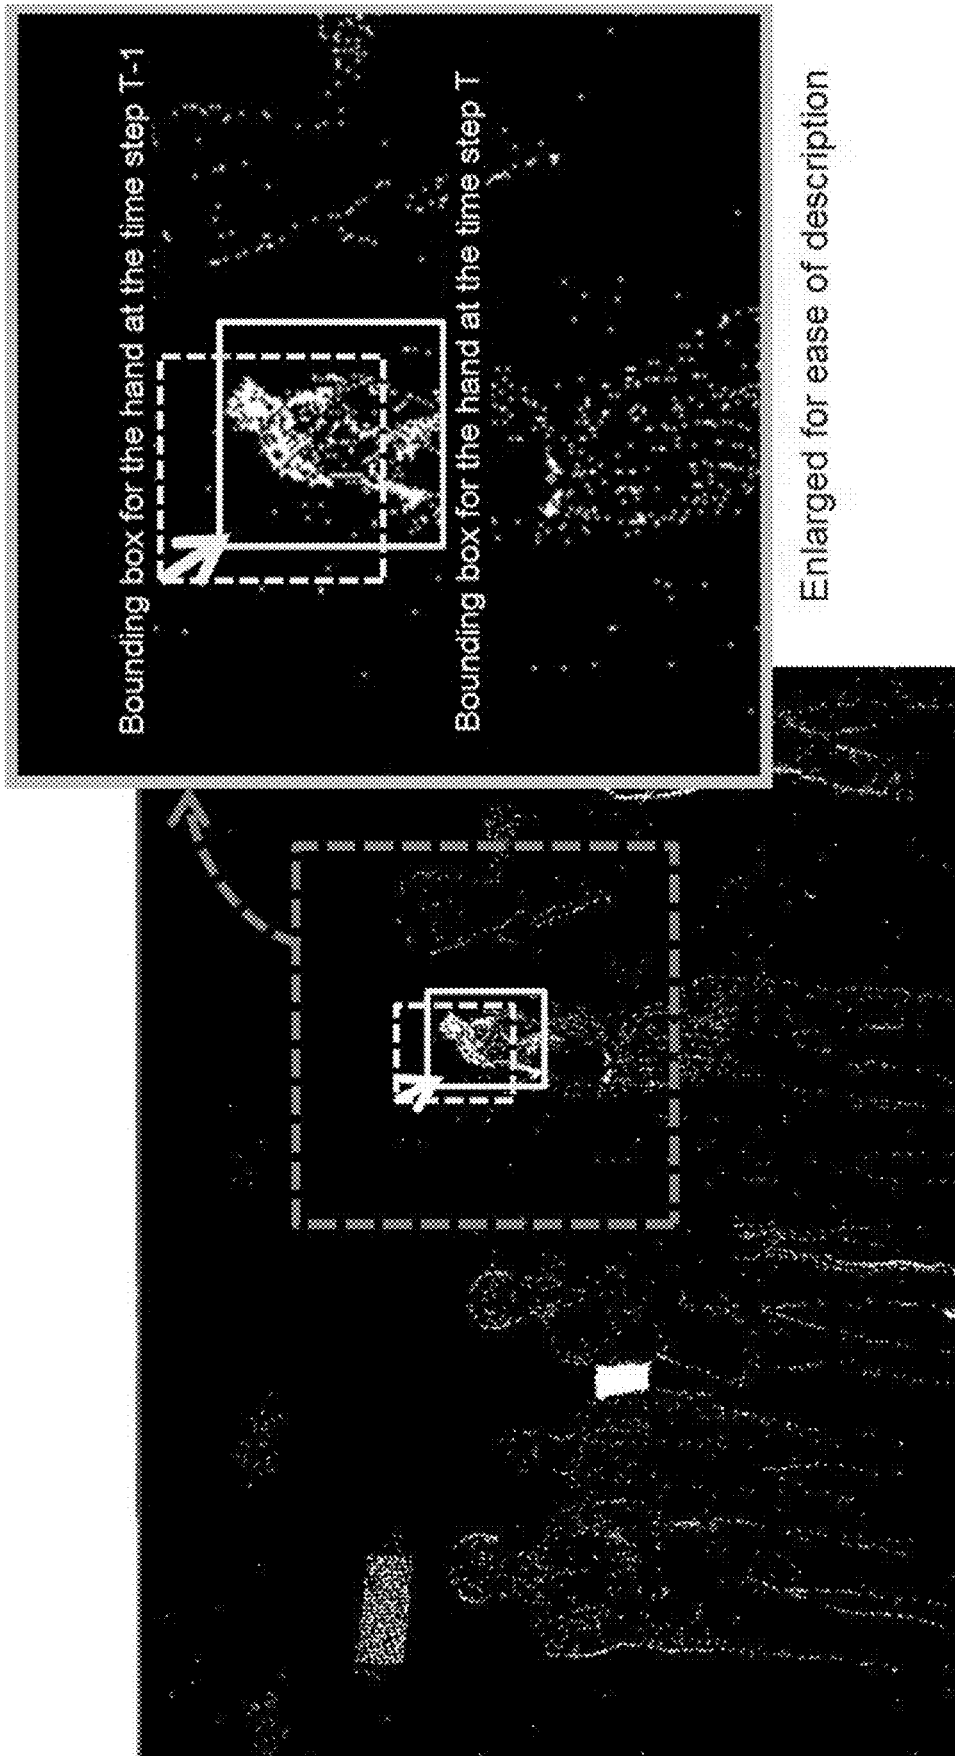 Bounding box for the hand at the time step T-1
Bounding box for the hand at the time step T
Enlarged for ease of description